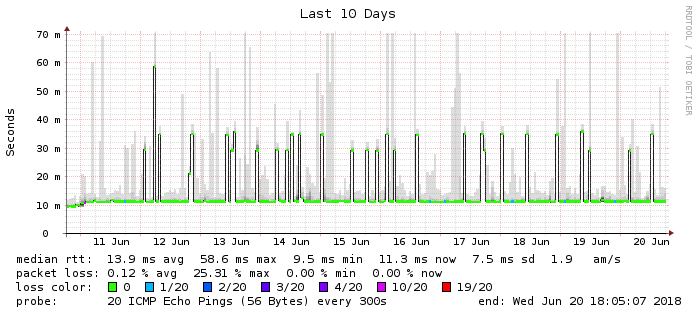 Last 10 Days
RRDTOOL / TOBI OETIKER
Seconds
70 m
60 m
50 m
40 m
30 m
20 m
10 m
0
11 Jun 12 Jun 13 Jun 14 Jun 15 Jun 16 Jun 17 Jun 18 Jun 19 Jun 20 Jun
median rtt: 13.9 ms avg 58.6 ms max 9.5 ms min 11.3 ms now 7.5 ms sd 1.9 am/s
packet loss: 0.12 % avg 25.31 % max 0.00 % min 0.00 % now
loss color: 0 1/20 2/20 3/20 4/20 10/20 19/20
probe: 20 ICMP Echo Pings (56 Bytes) every 300s end: Wed Jun 20 18:05:07 2018